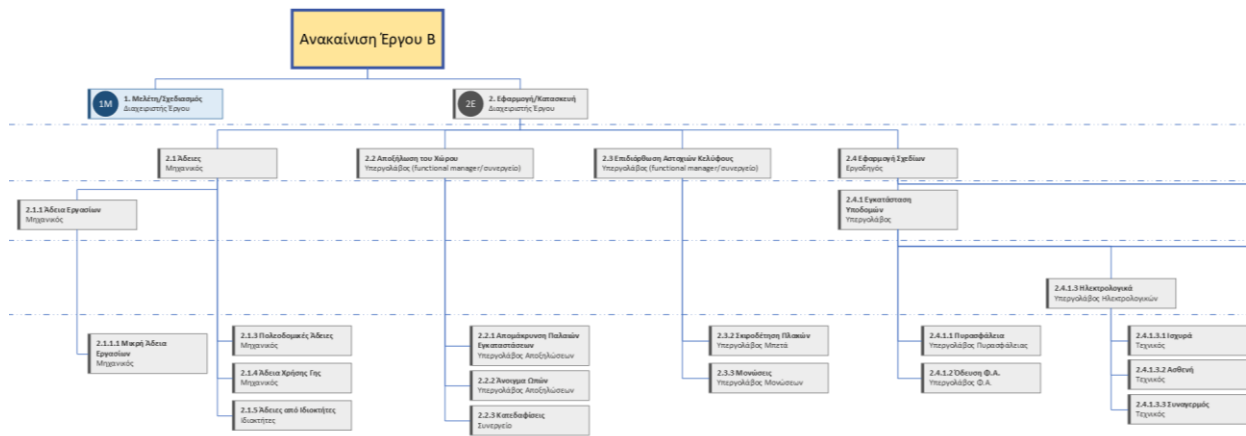 Ανακαίνιση Έργου Β
1Μ
1. Μελέτη/Σχεδιασμός
Διαχειριστής Έργου
2Ε
2. Εφαρμογή/Κατασκευή
Διαχειριστής Έργου
2.1 Άδειες
Μηχανικός
2.2 Αποξήλωση του Χώρου
Υπεργολάβος (functional manager/συνεργείο)
2.3 Επιδιόρθωση Αστοχιών Κελύφους
Υπεργολάβος (functional manager/συνεργείο)
2.4 Εφαρμογή Σχεδίων
Εργοδηγός
2.1.1 Άδεια Εργασίων
Μηχανικός
2.4.1 Εγκατάσταση
Υποδομών
Υπεργολάβος
2.4.1.3 Ηλεκτρολογικά
Υπεργολάβος Ηλεκτρολογικών
2.1.1.1 Μικρή Άδεια
Εργασίων
Μηχανικός
2.1.3 Πολεοδομικές Άδειες
Μηχανικός
2.1.4 Άδεια Χρήσης Γης
Μηχανικός
2.1.5 Άδειες από Ιδιοκτήτες
Ιδιοκτήτες
2.2.1 Απομάκρυνση Παλαιών
Εγκαταστάσεων
Υπεργολάβος Αποξηλώσεων
2.2.2 Άνοιγμα Οπών
Υπεργολάβος Αποξηλώσεων
2.2.3 Κατεδαφίσεις
Συνεργείο
2.3.2 Σκιροδέτηση Πλακών
Υπεργολάβος Μπετά
2.3.3 Μονώσεις
Υπεργολάβος Μονώσεων
2.4.1.1 Πυρασφάλεια
Υπεργολάβος Πυρασφάλειας
2.4.1.2 Όδευση Φ.Α.
Υπεργολάβος Φ.Α.
2.4.1.3.1 Ισχυρά
Τεχνικός
2.4.1.3.2 Ασθενή
Τεχνικός
2.4.1.3.3 Συναγερμός
Τεχνικός